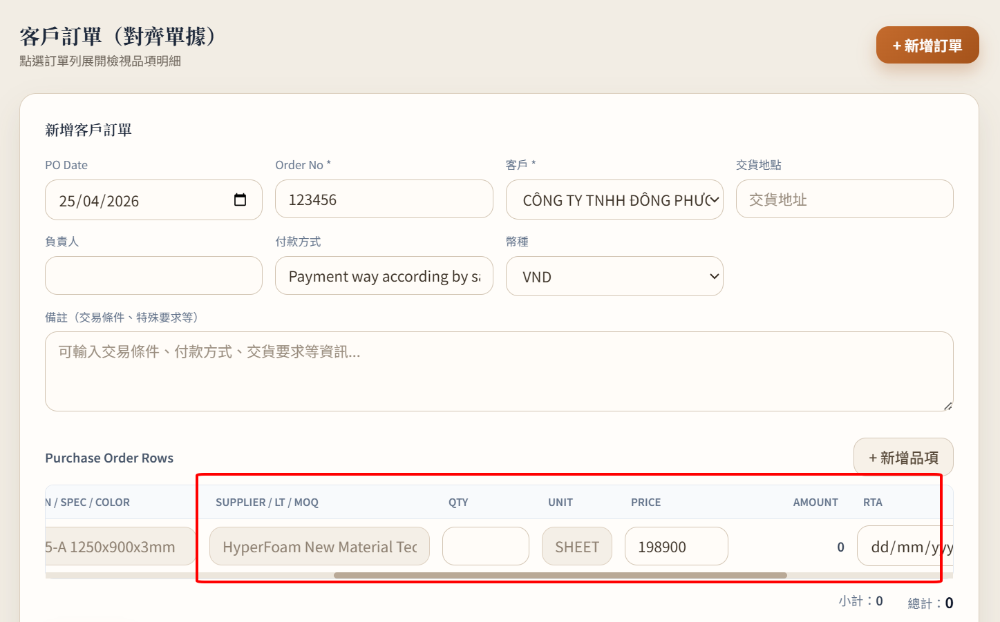 客戶訂單（對齊單據）
點選訂單列展開檢視品項明細
+ 新增訂單
新增客戶訂單
PO Date
Order No *
客戶 *
交貨地點
25/04/2026
123456
CÔNG TY TNHH ĐÔNG PHƯƠ
交貨地址
負責人
付款方式
幣種
Payment way according by sa
VND
備註（交易條件、特殊要求等）
可輸入交易條件、付款方式、交貨要求等資訊...
Purchase Order Rows
+ 新增品項
N / SPEC / COLOR
SUPPLIER / LT / MOQ
QTY
UNIT
PRICE
AMOUNT
RTA
5-A 1250x900x3mm
HyperFoam New Material Tec
SHEET
198900
0
dd/mm/yyy
小計：0
總計：0